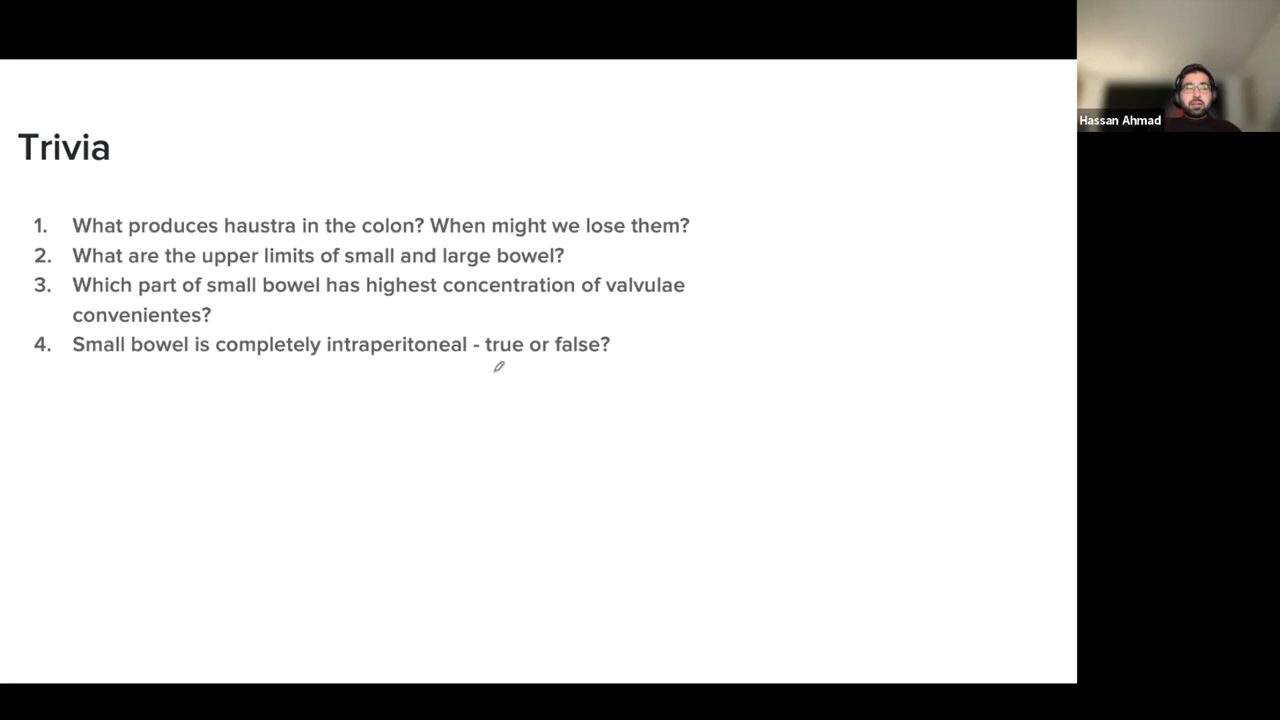 Trivia
1. What produces haustra in the colon? When might we lose them?
2. What are the upper limits of small and large bowel?
3. Which part of small bowel has highest concentration of valvulae
convenientes?
4. Small bowel is completely intraperitoneal - true or false?
Hassan Ahmad